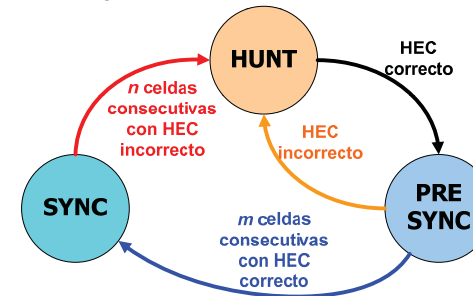 HUNT
HEC
correcto
n celdas
consecutivas
con HEC
incorrecto
HEC
incorrecto
SYNC
PRE
SYNC
m celdas
consecutivas
con HEC
correcto